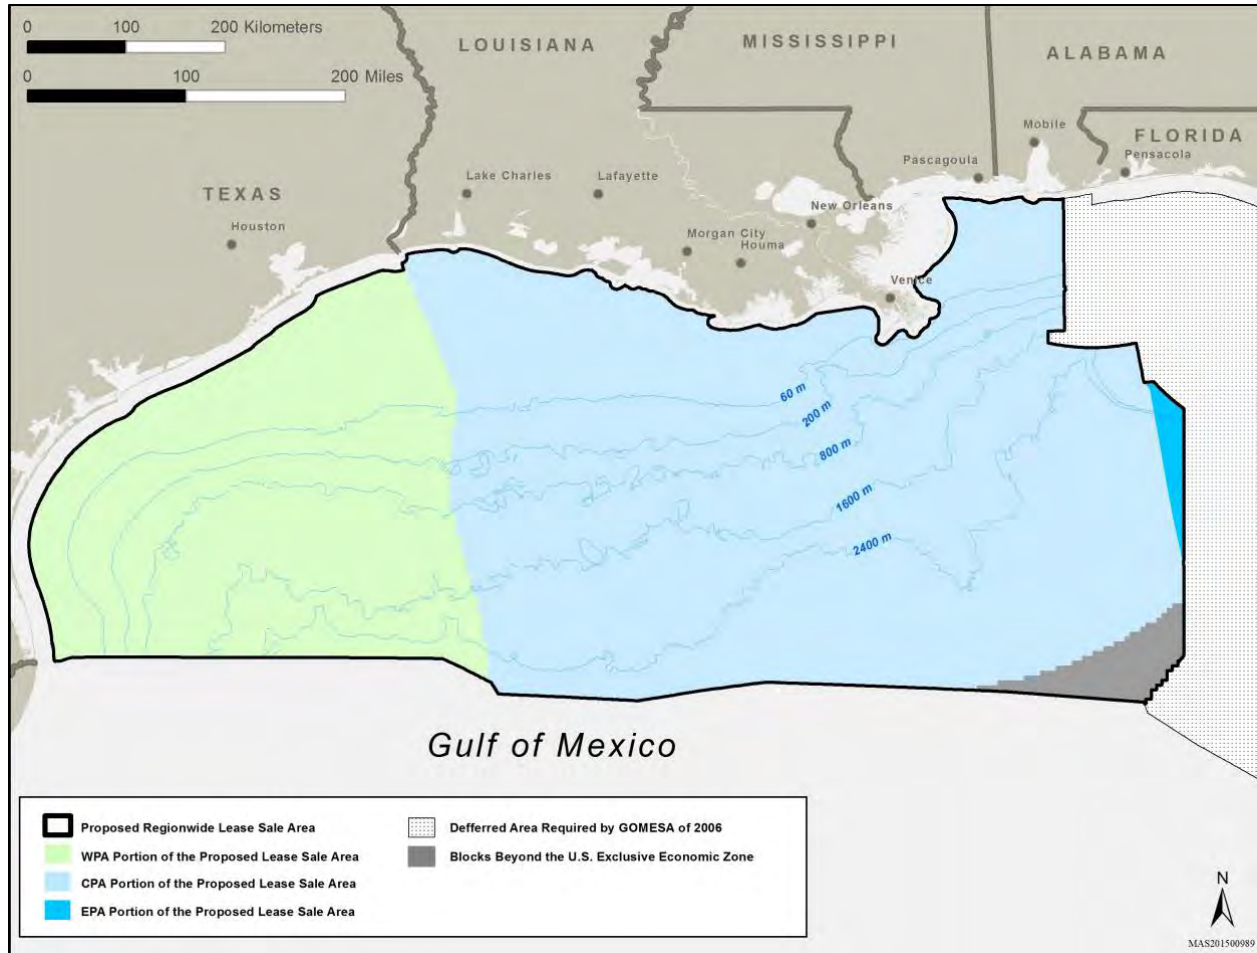 0 100 200 Kilometers
0 100 200 Miles
LOUISIANA
MISSISSIPPI
ALABAMA
FLORIDA
TEXAS
Mobile
Pensacola
Pascagoula
Lake Charles
Lafayette
New Orleans
Houston
Morgan City
Houma
Venice
60 m
200 m
800 m
1600 m
2400 m
Gulf of Mexico
Proposed Regionwide Lease Sale Area
WPA Portion of the Proposed Lease Sale Area
CPA Portion of the Proposed Lease Sale Area
EPA Portion of the Proposed Lease Sale Area
Defferred Area Required by GOMESA of 2006
Blocks Beyond the U.S. Exclusive Economic Zone
N
MAS201500989